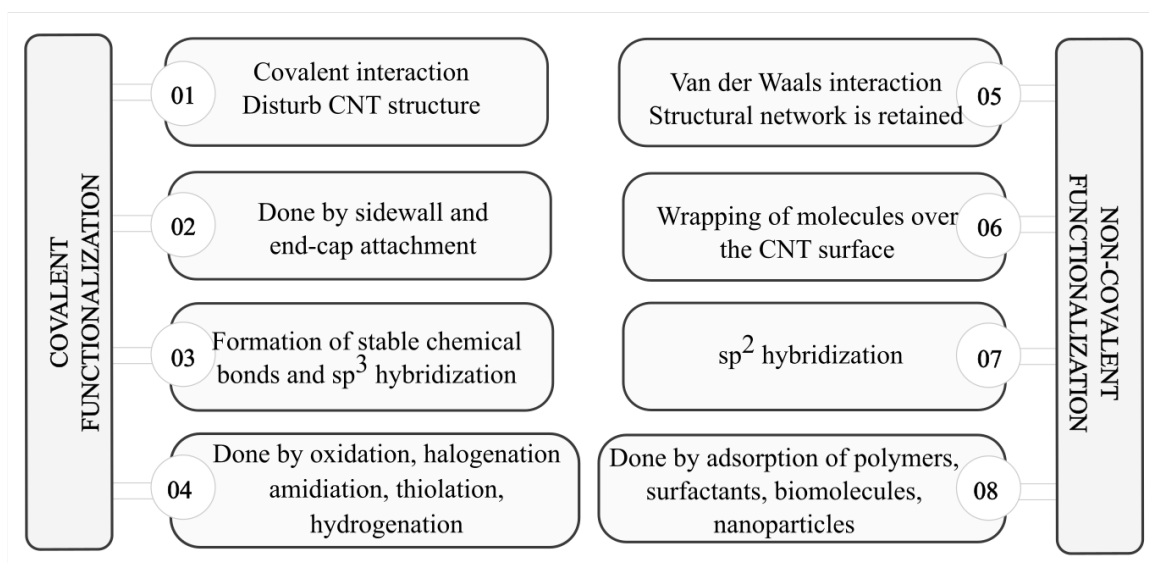 COVALENT
FUNCTIONALIZATION
01
Covalent interaction
Disturb CNT structure
02
Done by sidewall and
end-cap attachment
03
Formation of stable chemical
bonds and sp³ hybridization
04
Done by oxidation, halogenation
amidiation, thiolation,
hydrogenation
Van der Waals interaction
Structural network is retained
05
Wrapping of molecules over
the CNT surface
06
sp² hybridization
07
Done by adsorption of polymers,
surfactants, biomolecules,
nanoparticles
08
NON-COVALENT
FUNCTIONALIZATION